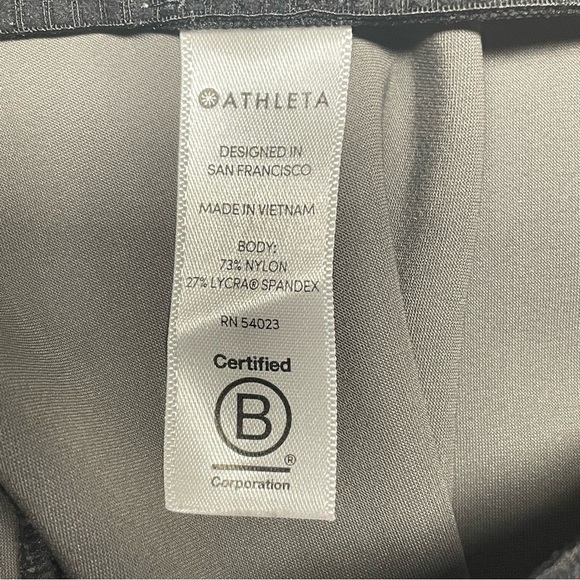 ATHLETA
DESIGNED IN
SAN FRANCISCO
MADE IN VIETNAM
BODY:
73% NYLON
27% LYCRA® SPANDEX
RN 54023
Certified
B
®
Corporation